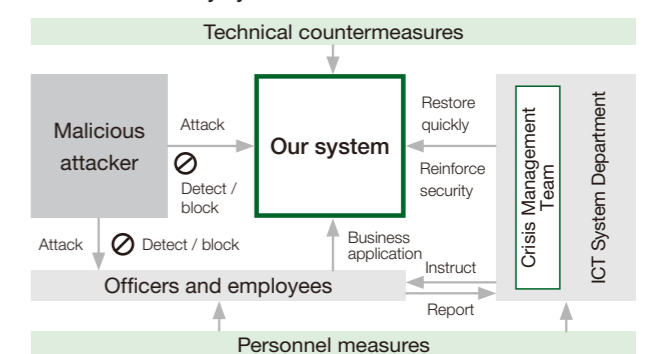 Technical countermeasures
Malicious
attacker
Attack
Detect /
block
Our system
Restore
quickly
Reinforce
security
Crisis Management
Team
ICT System Department
Attack
Detect / block
Business
application
Instruct
Officers and employees
Report
Personnel measures